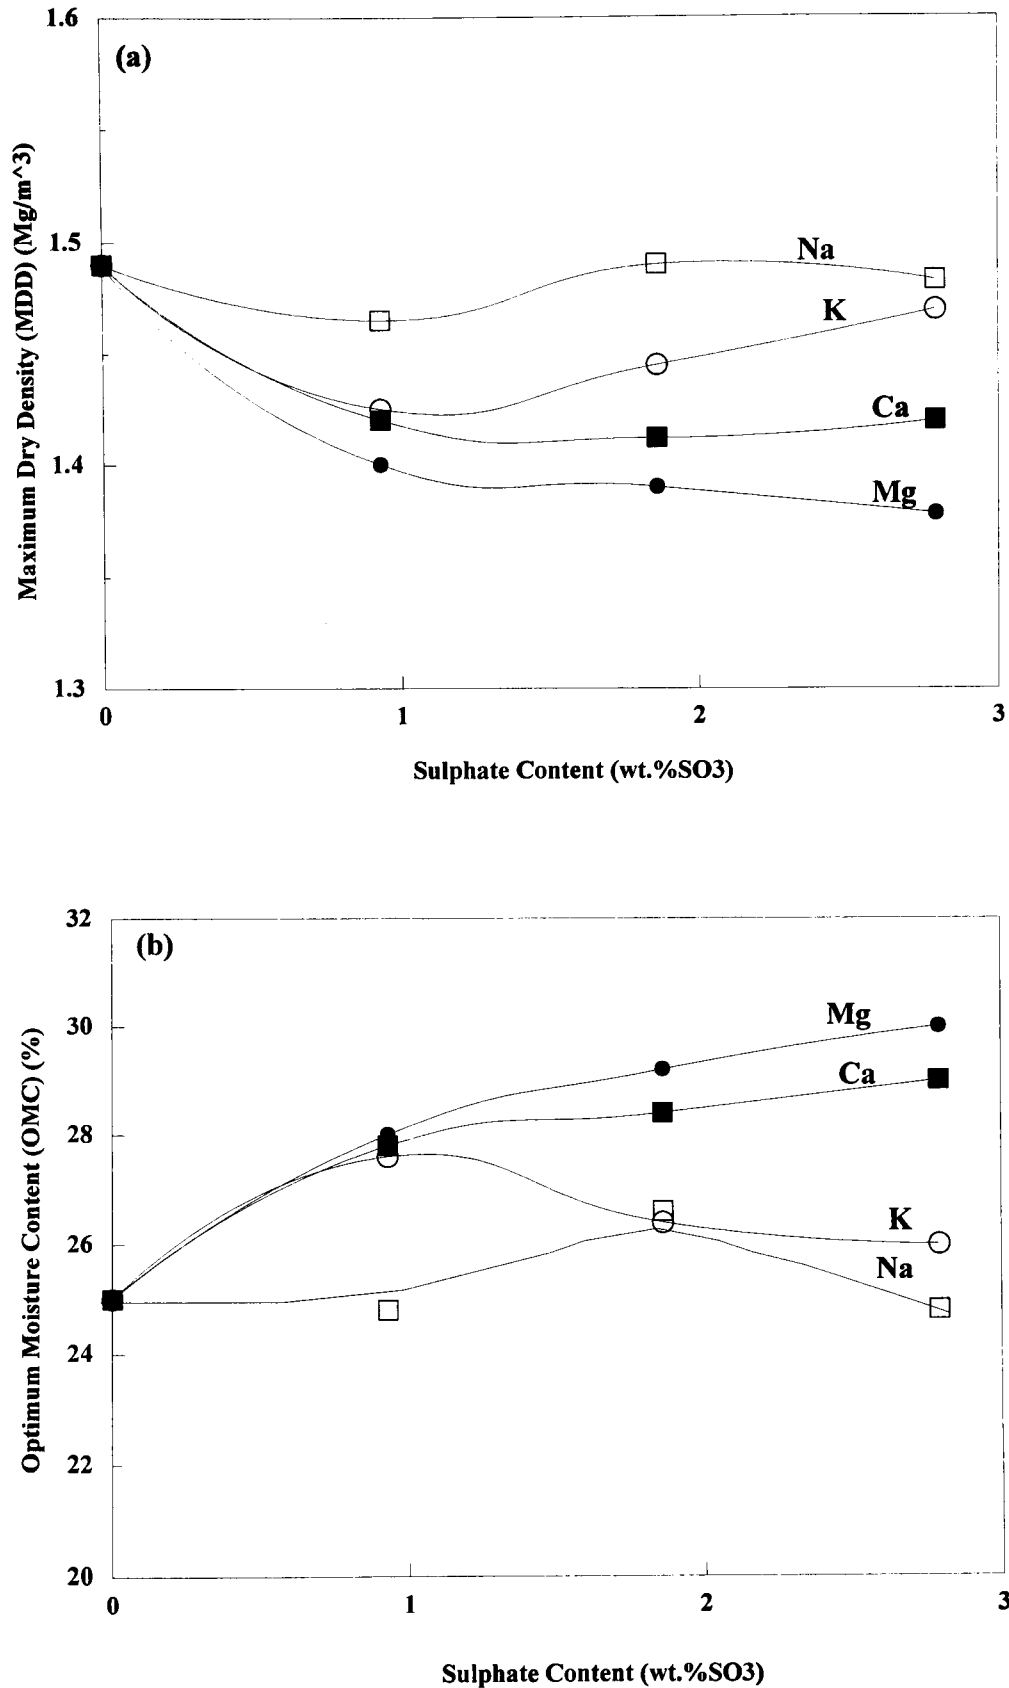 1.6
(a)
1.5
Na
K
Ca
1.4
Mg
1.3
0 1 2 3
Maximum Dry Density (MDD) (Mg/m^3)
Sulphate Content (wt.%SO3)
32
(b)
30
Mg
Ca
28
K
26
Na
24
22
20
0 1 2 3
Optimum Moisture Content (OMC) (%)
Sulphate Content (wt.%SO3)